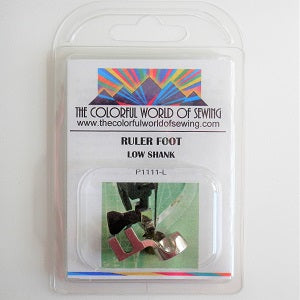 THE COLORFUL WORLD OF SEWING
www.thecolorfulworldofsewing.com
RULER FOOT
LOW SHANK
P1111-L